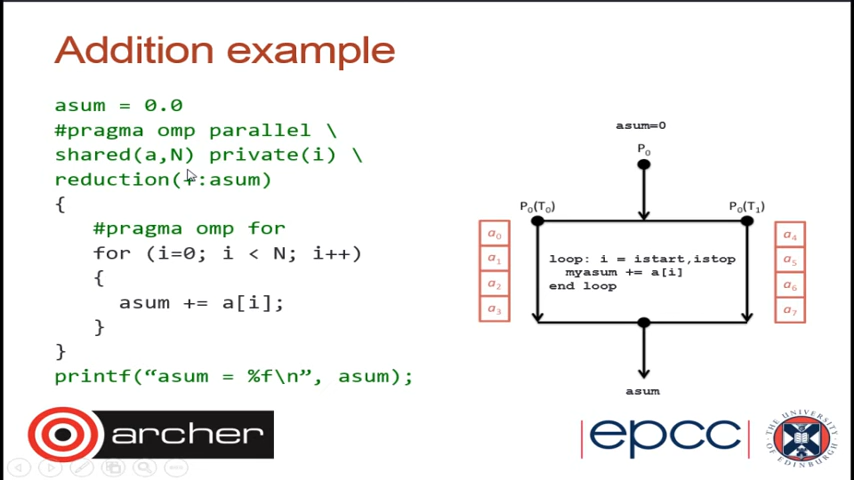 Addition example
asum = 0.0
#pragma omp parallel \
shared(a,N) private(i) \
reduction(+:asum)
{
#pragma omp for
for (i=0; i < N; i++)
{
asum += a[i];
}
}
printf(“asum = %f\n”, asum);
asum=0
P₀
P₀(T₀)
P₀(T₁)
a₀
a₁
a₂
a₃
loop: i = istart,istop
myasum += a[i]
end loop
a₄
a₅
a₆
a₇
asum
archer
|epcc|
THE UNIVERSITY OF EDINBURGH